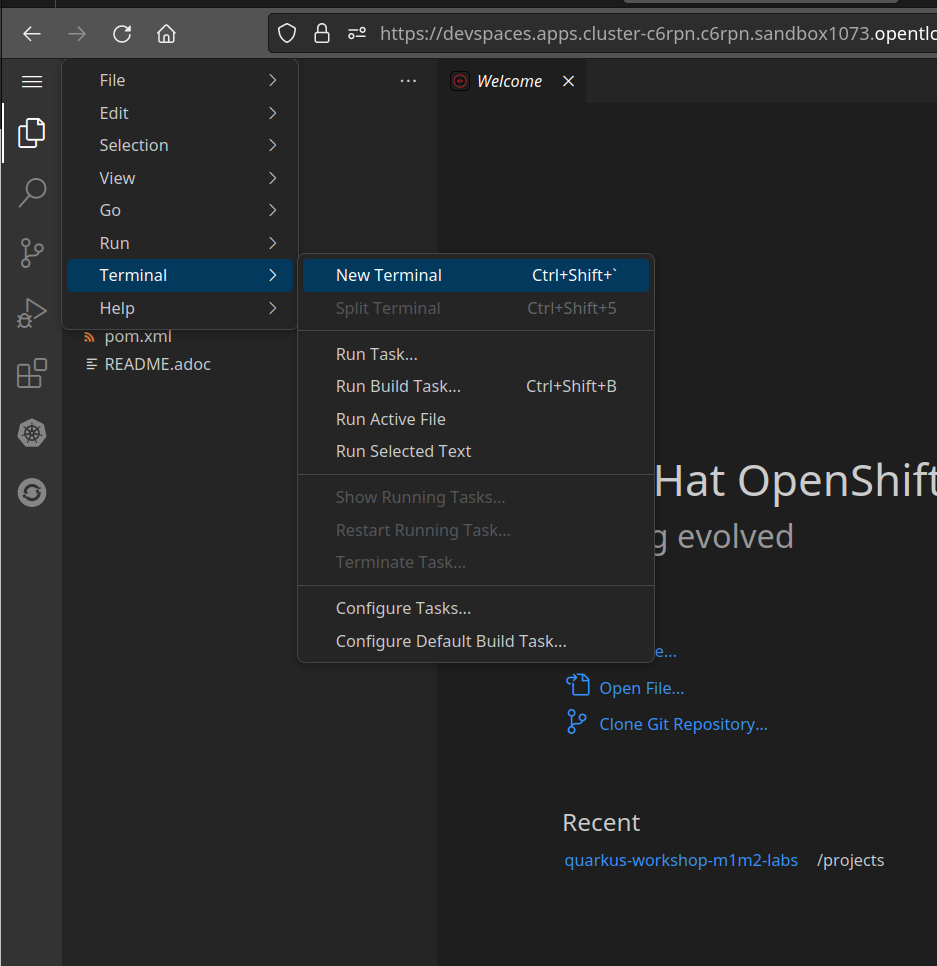 https://devspaces.apps.cluster-c6rpn.c6rpn.sandbox1073.opentlc
Welcome
File
Edit
Selection
View
Go
Run
Terminal
Help
New Terminal Ctrl+Shift+`
Split Terminal Ctrl+Shift+5
Run Task...
Run Build Task... Ctrl+Shift+B
Run Active File
Run Selected Text
Show Running Tasks...
Restart Running Task...
Terminate Task...
Configure Tasks...
Configure Default Build Task...
pom.xml
README.adoc
Hat OpenShift
g evolved
e...
Open File...
Clone Git Repository...
Recent
quarkus-workshop-m1m2-labs /projects